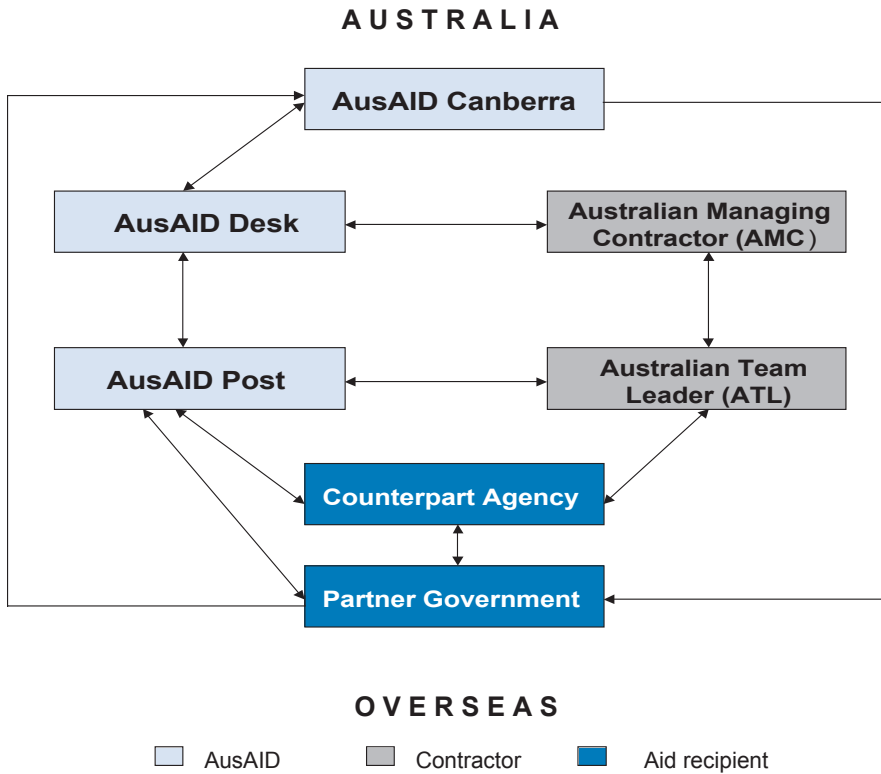 AUSTRALIA
AusAID Canberra
AusAID Desk
Australian Managing
Contractor (AMC)
AusAID Post
Australian Team
Leader (ATL)
Counterpart Agency
Partner Government
OVERSEAS
AusAID
Contractor
Aid recipient